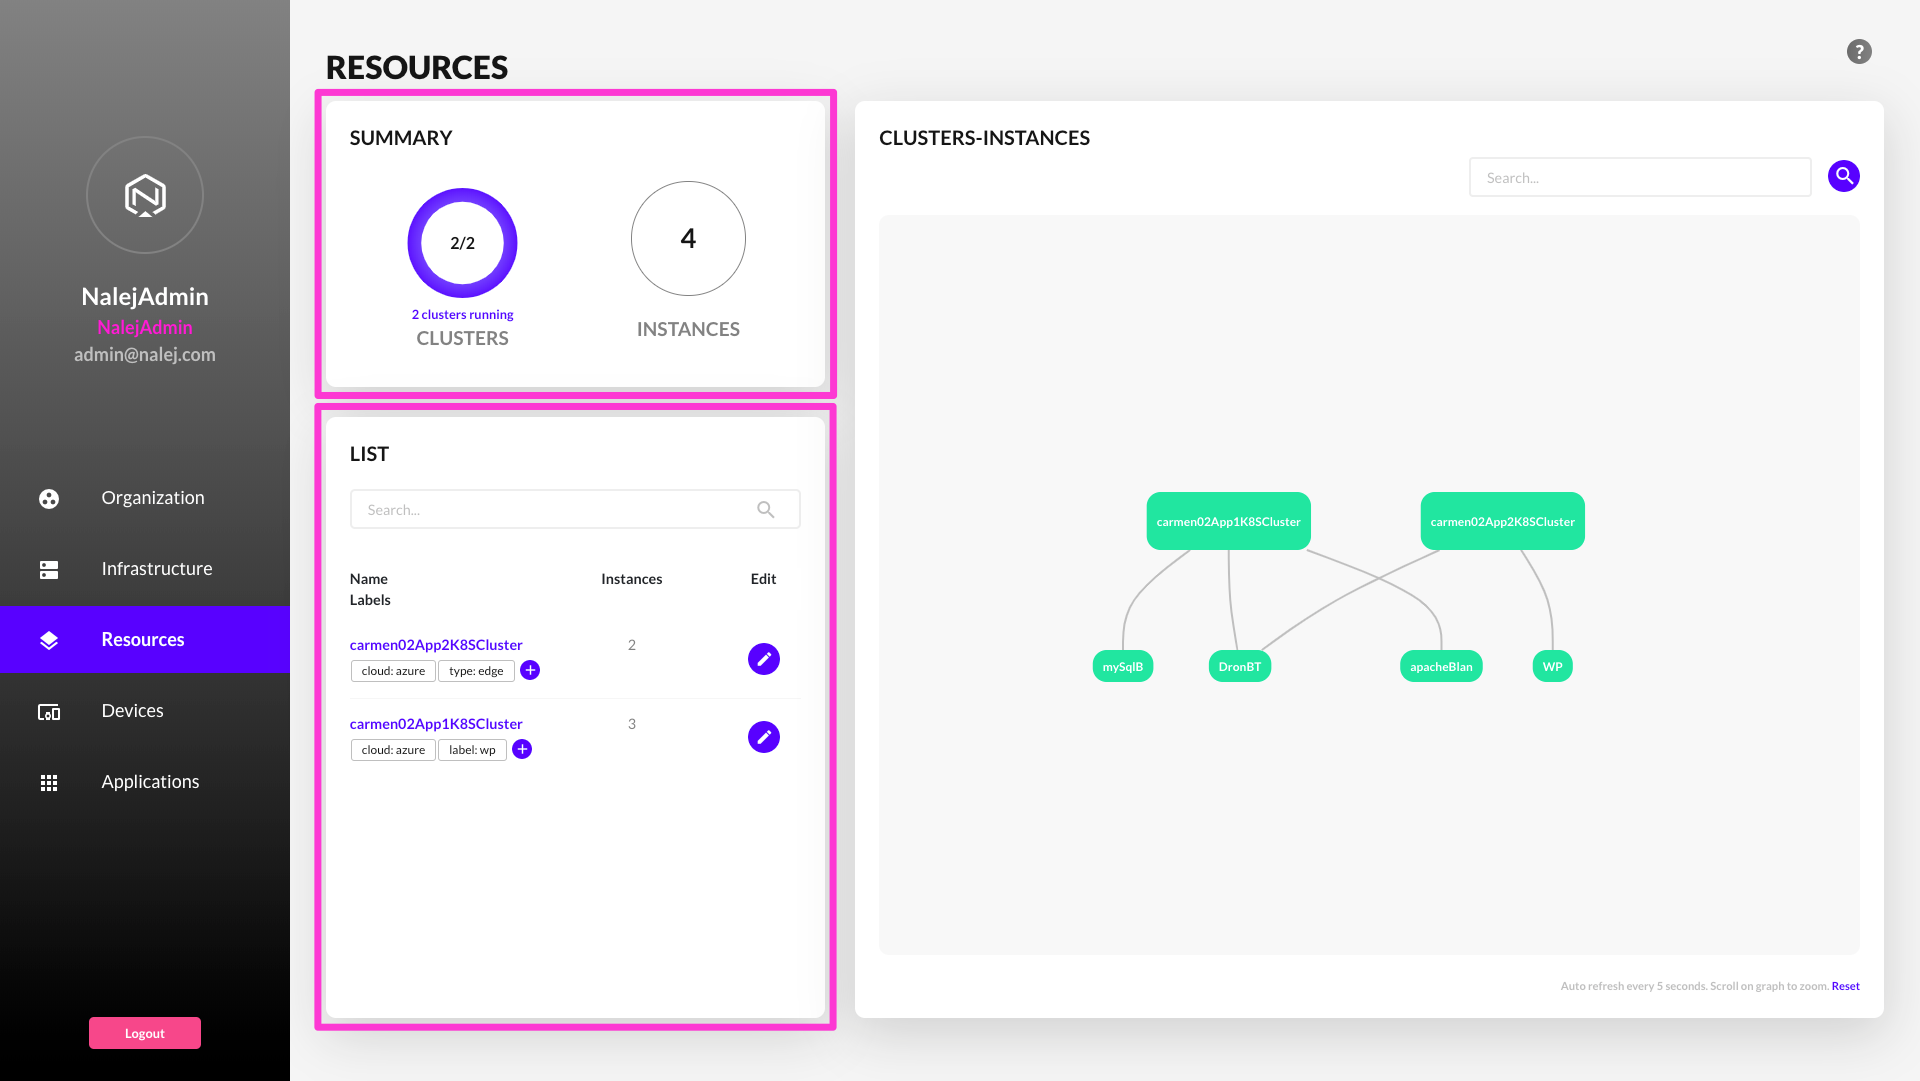 NalejAdmin
NalejAdmin
admin@nalej.com
Organization
Infrastructure
Resources
Devices
Applications
Logout
RESOURCES
?
SUMMARY
2/2
2 clusters running
CLUSTERS
4
INSTANCES
LIST
Search...
Name Instances Edit
Labels
carmen02App2K8SCluster 2
cloud: azure type: edge +
carmen02App1K8SCluster 3
cloud: azure label: wp +
CLUSTERS-INSTANCES
Search...
carmen02App1K8SCluster carmen02App2K8SCluster
mySqlB DronBT apacheBlan WP
Auto refresh every 5 seconds. Scroll on graph to zoom. Reset